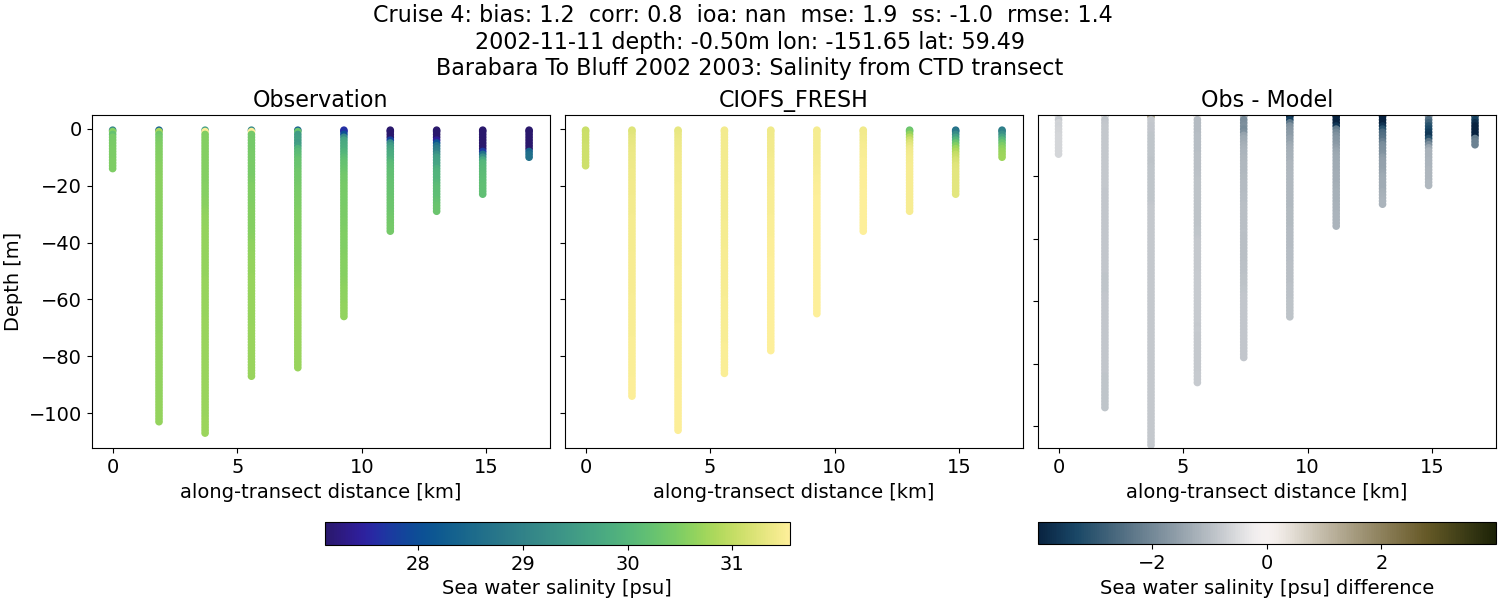 Cruise 4: bias: 1.2  corr: 0.8  ioa: nan  mse: 1.9  ss: -1.0  rmse: 1.4
2002-11-11 depth: -0.50m lon: -151.65 lat: 59.49
Barabara To Bluff 2002 2003: Salinity from CTD transect
Observation
CIOFS_FRESH
Obs - Model
Depth [m]
0
−20
−40
−60
−80
−100
0 5 10 15
0 5 10 15
0 5 10 15
along-transect distance [km]
along-transect distance [km]
along-transect distance [km]
28 29 30 31
Sea water salinity [psu]
−2 0 2
Sea water salinity [psu] difference